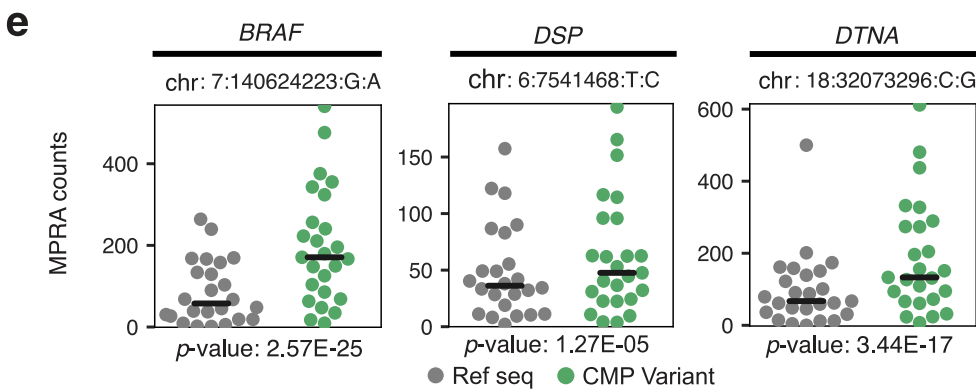 e
BRAF
DSP
DTNA
chr: 7:140624223:G:A
chr: 6:7541468:T:C
chr: 18:32073296:C:G
MPRA counts
400
200
0
150
100
50
0
600
400
200
0
p-value: 2.57E-25
p-value: 1.27E-05
p-value: 3.44E-17
Ref seq
CMP Variant